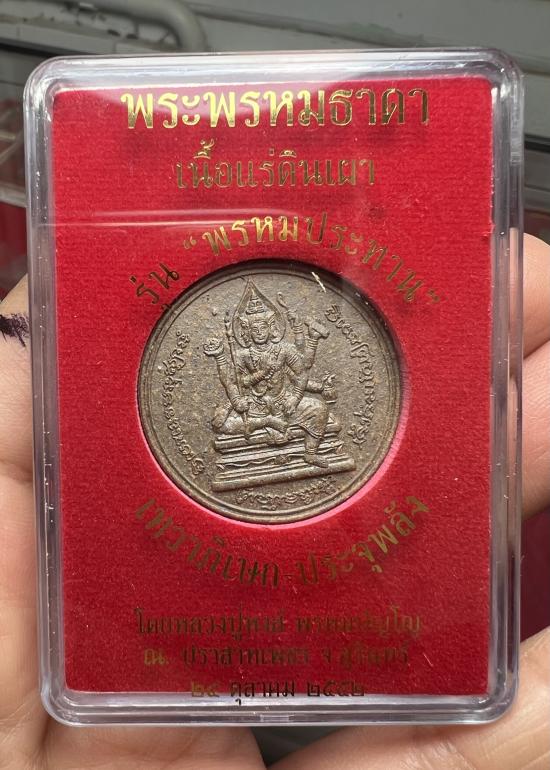 พระพรหมธาดา
เนื้อแร่ดินเผา
รุ่น "พรหมประทาน"
เทวาภิเษก-ประจุพลัง
โดยหลวงปู่หงส์ พรหมปัญโญ
ณ. ปราสาทเพชร จ.สุรินทร์
๒๔ ตุลาคม ๒๕๕๒